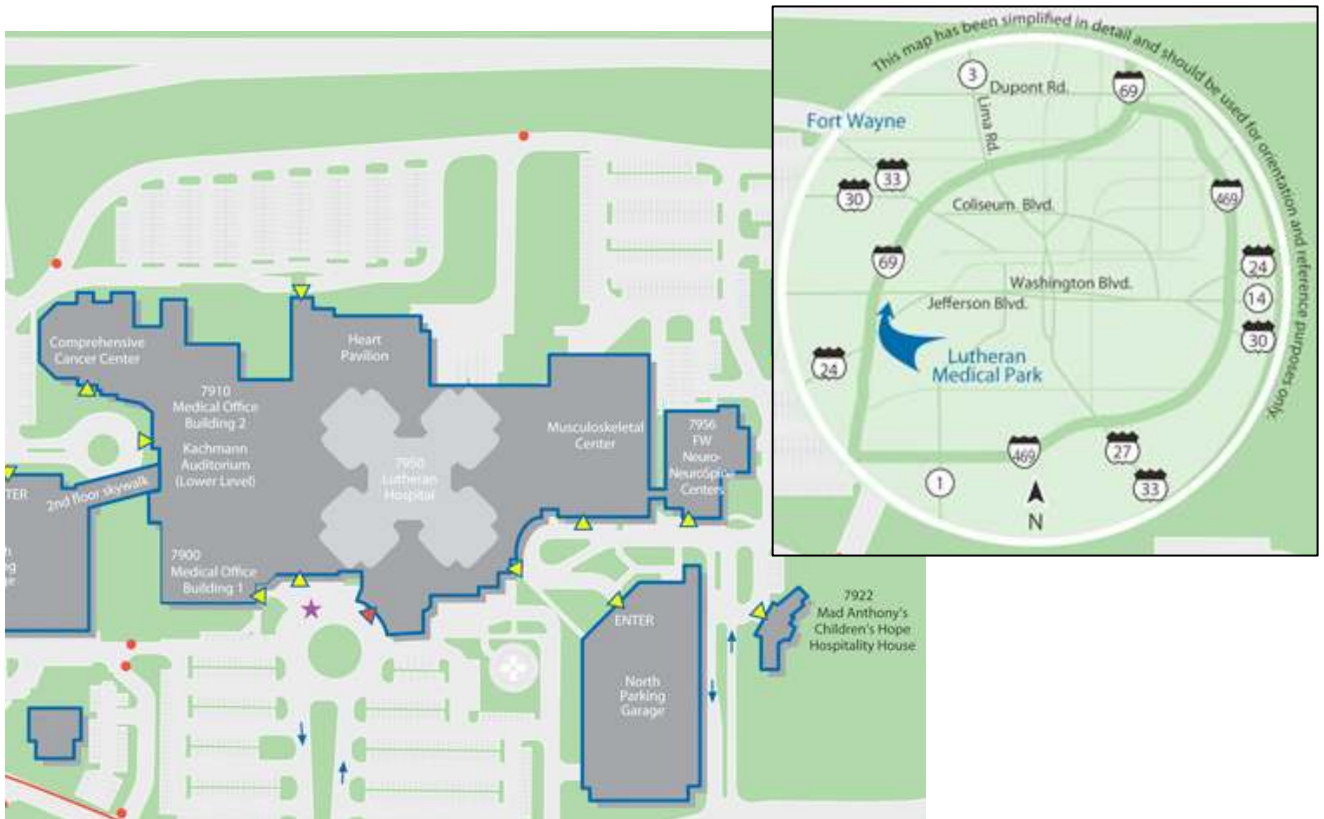 Comprehensive
Cancer Center
Heart
Pavilion
7910
Medical Office
Building 2
Kachmann
Auditorium
(Lower Level)
2nd floor skywalk
7950
Lutheran
Hospital
Musculoskeletal
Center
7956
FW
Neuro-
NeuroSpine
Centers
7900
Medical Office
Building 1
TER
ENTER
North
Parking
Garage
7922
Mad Anthony's
Children's Hope
Hospitality House
This map has been simplified in detail and should be used for orientation and reference purposes only.
3
Dupont Rd.
69
Lima Rd.
Fort Wayne
33
30
469
Coliseum. Blvd.
69
24
Washington Blvd.
14
Jefferson Blvd.
30
24
Lutheran
Medical Park
469
27
1
33
N